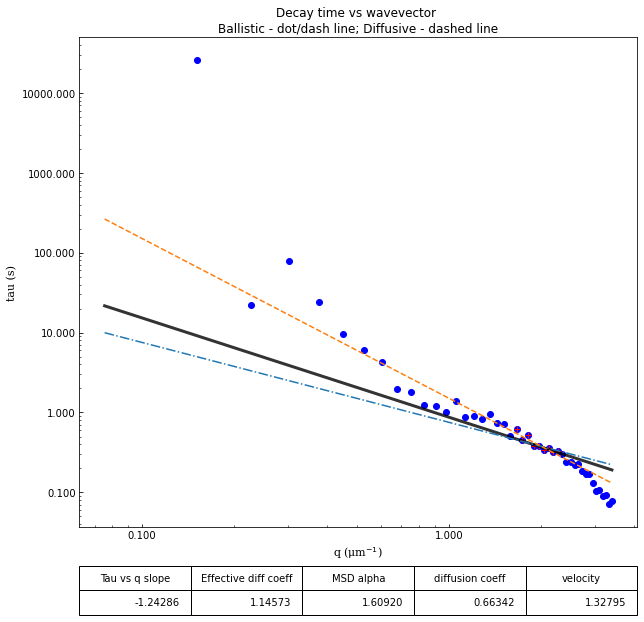 Decay time vs wavevector
Ballistic - dot/dash line; Diffusive - dashed line
10000.000
1000.000
100.000
10.000
1.000
0.100
tau (s)
0.100 1.000
q (μm⁻¹)
Tau vs q slope Effective diff coeff MSD alpha diffusion coeff velocity
-1.24286 1.14573 1.60920 0.66342 1.32795